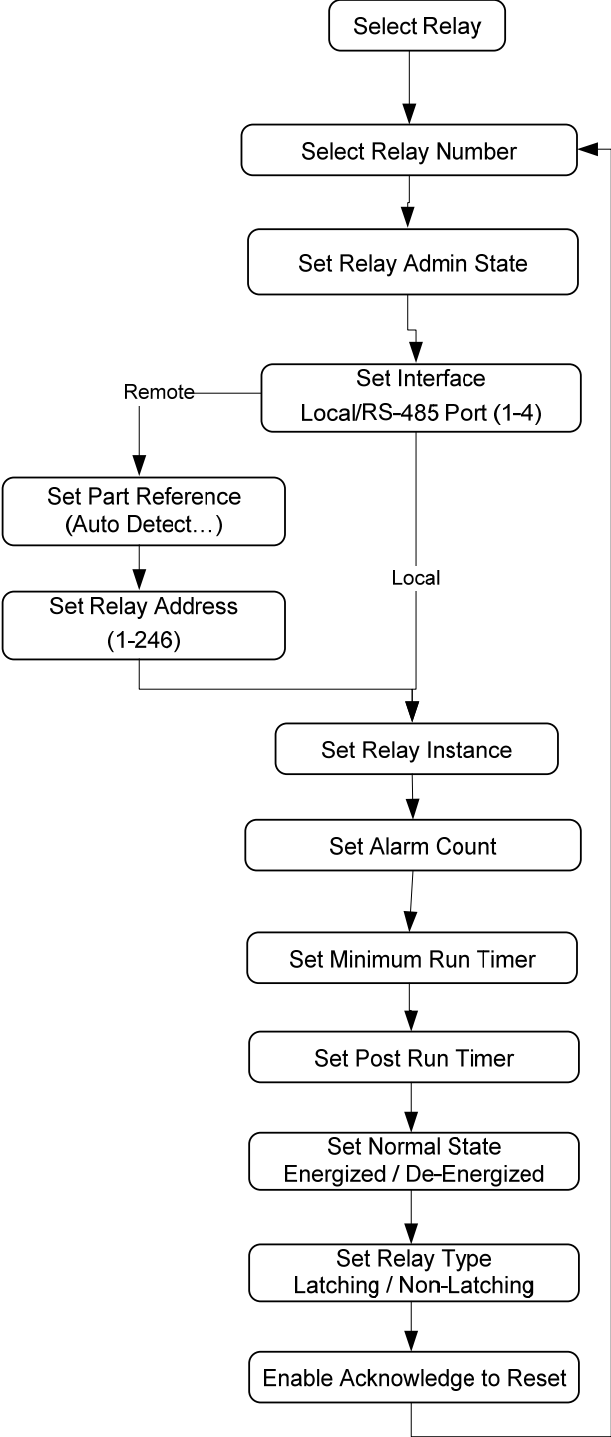 Select Relay
Select Relay Number
Set Relay Admin State
Set Interface
Local/RS-485 Port (1-4)
Remote
Set Part Reference
(Auto Detect…)
Local
Set Relay Address
(1-246)
Set Relay Instance
Set Alarm Count
Set Minimum Run Timer
Set Post Run Timer
Set Normal State
Energized / De-Energized
Set Relay Type
Latching / Non-Latching
Enable Acknowledge to Reset